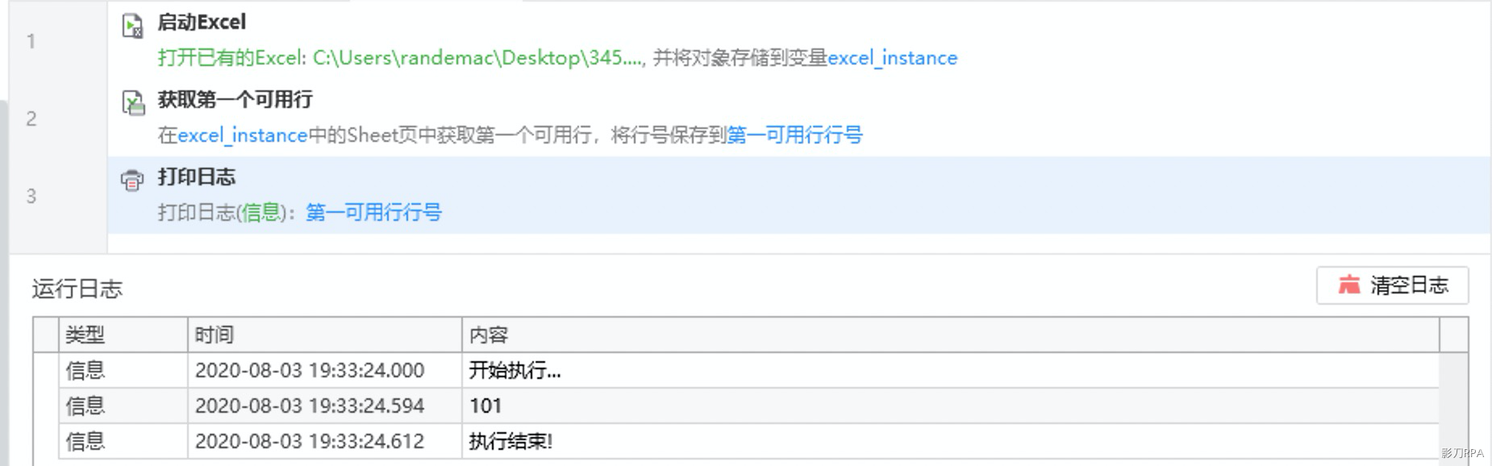 1
启动Excel
打开已有的Excel: C:\Users\randemac\Desktop\345...., 并将对象存储到变量excel_instance
2
获取第一个可用行
在excel_instance中的Sheet页中获取第一个可用行，将行号保存到第一可用行行号
3
打印日志
打印日志(信息)：第一可用行行号
运行日志
清空日志
类型 时间 内容
信息 2020-08-03 19:33:24.000 开始执行...
信息 2020-08-03 19:33:24.594 101
信息 2020-08-03 19:33:24.612 执行结束!
影刀RPA